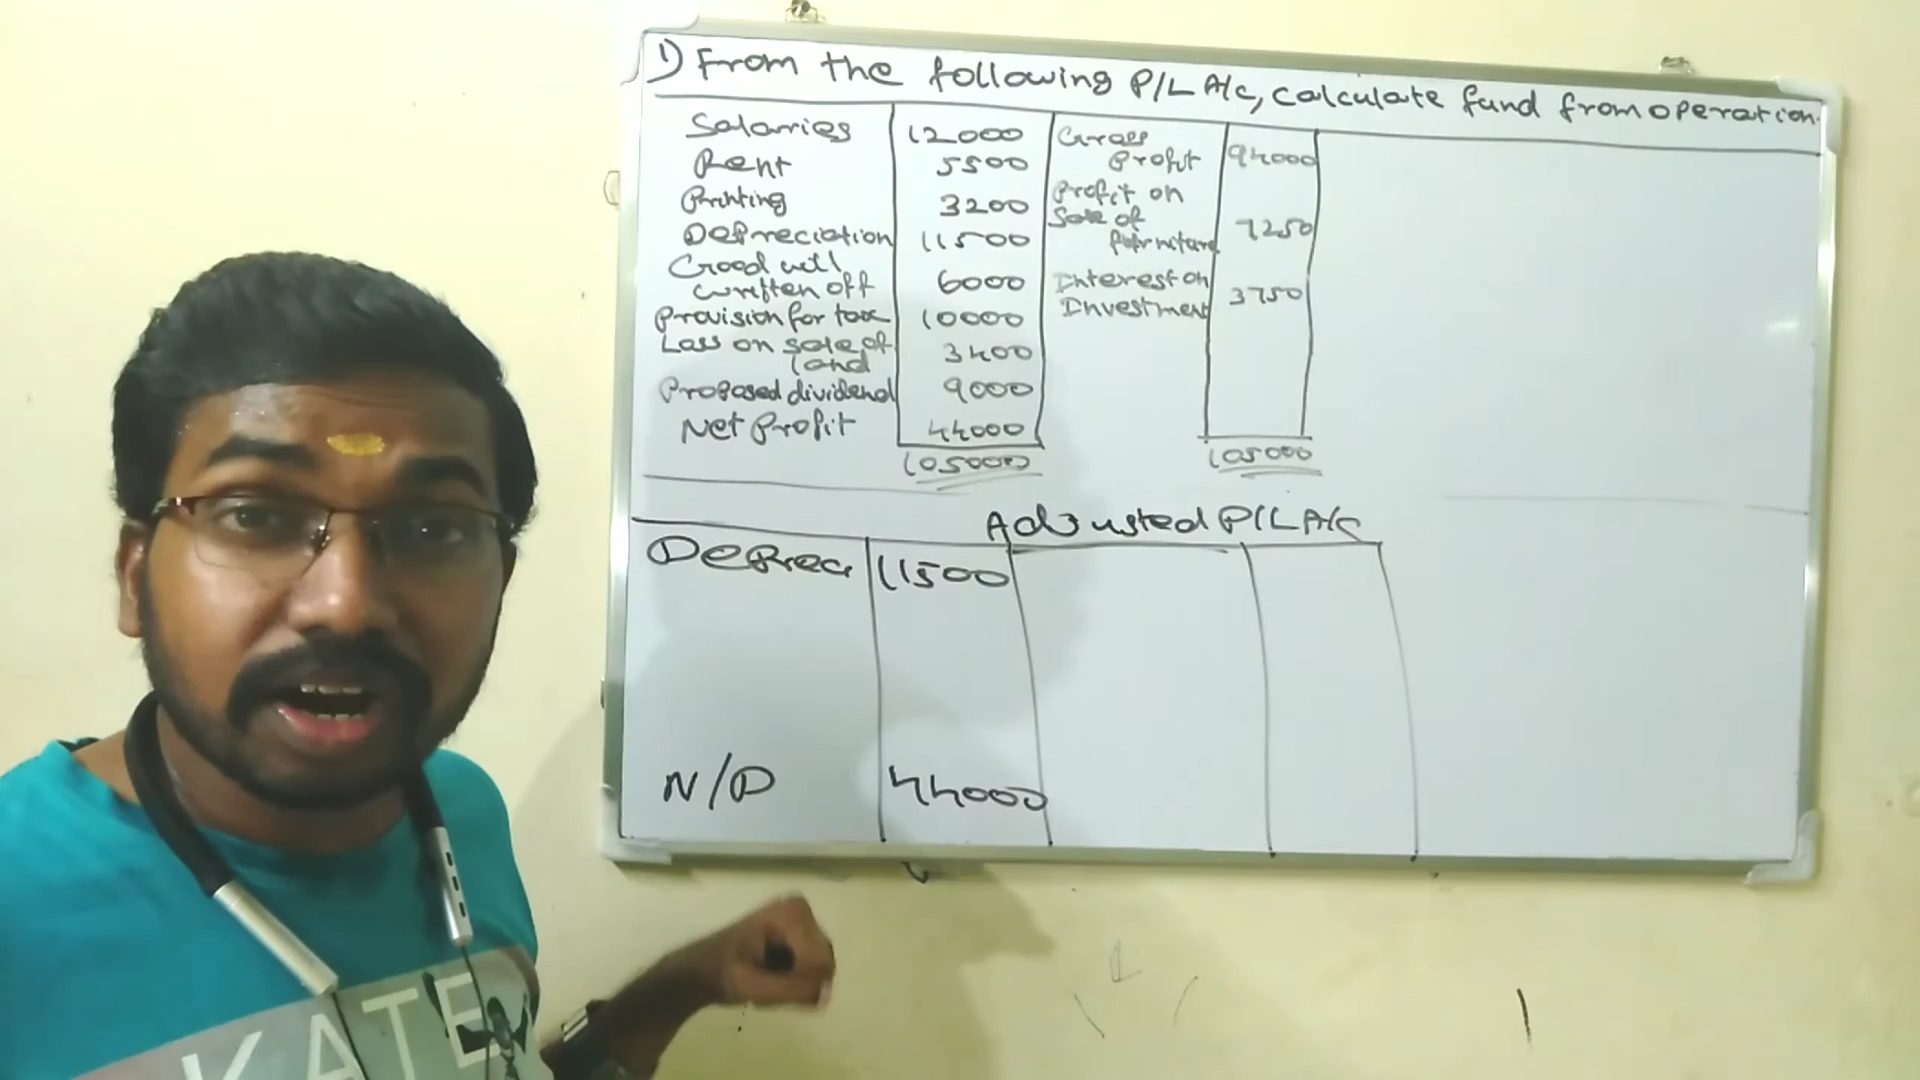 1) From the following P/L A/c, calculate fund from operation.
Salaries 12000 Gross
Rent 5500 Profit 94000
Printing 3200 Profit on
Sale of
Depreciation 11500 furniture 7250
Good will
written off 6000 Interest on
Provision for tax 10000 Investment 3750
Loss on sale of
land 3400
Proposed dividend 9000
Net Profit 44000
105000 105000
Adjusted P/L A/c
Deprec 11500
N/P 44000
KATE